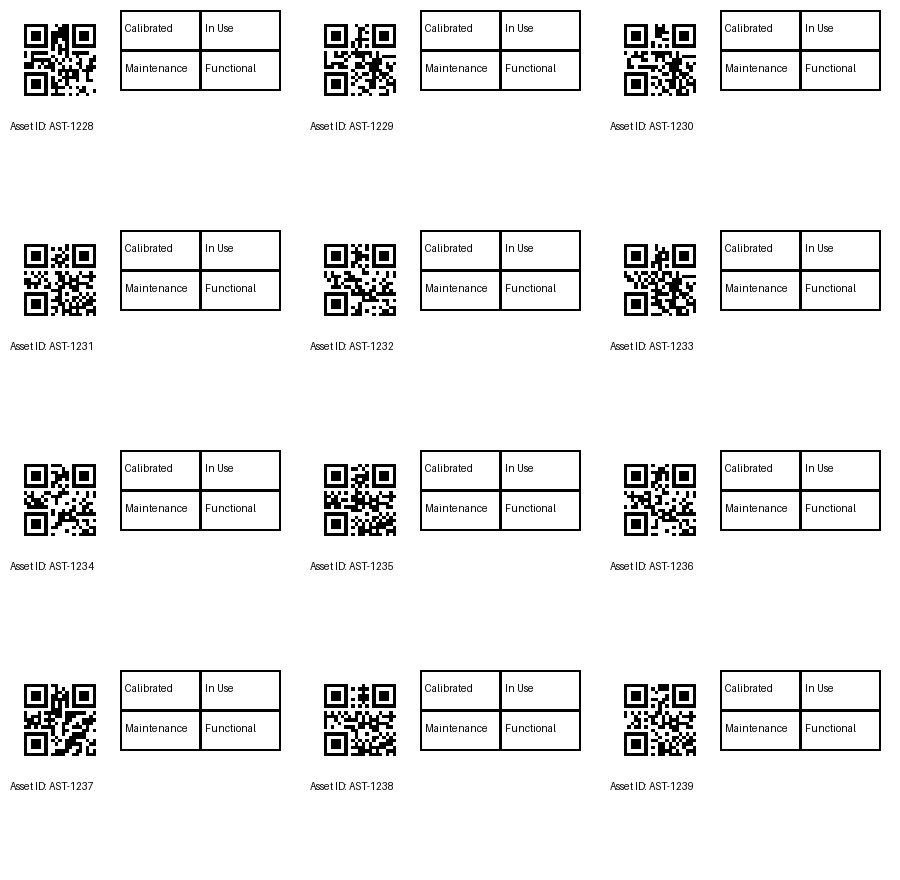 Calibrated In Use Calibrated In Use Calibrated In Use
Maintenance Functional Maintenance Functional Maintenance Functional
Asset ID: AST-1228 Asset ID: AST-1229 Asset ID: AST-1230
Calibrated In Use Calibrated In Use Calibrated In Use
Maintenance Functional Maintenance Functional Maintenance Functional
Asset ID: AST-1231 Asset ID: AST-1232 Asset ID: AST-1233
Calibrated In Use Calibrated In Use Calibrated In Use
Maintenance Functional Maintenance Functional Maintenance Functional
Asset ID: AST-1234 Asset ID: AST-1235 Asset ID: AST-1236
Calibrated In Use Calibrated In Use Calibrated In Use
Maintenance Functional Maintenance Functional Maintenance Functional
Asset ID: AST-1237 Asset ID: AST-1238 Asset ID: AST-1239